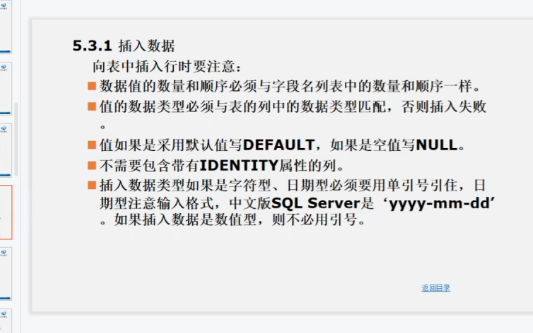 5.3.1 插入数据
向表中插入行时要注意：
数据值的数量和顺序必须与字段名列表中的数量和顺序一样。
值的数据类型必须与表的列中的数据类型匹配，否则插入失败
。
值如果是采用默认值写DEFAULT，如果是空值写NULL。
不需要包含带有IDENTITY属性的列。
插入数据类型如果是字符型、日期型必须要用单引号引住，日
期型注意输入格式，中文版SQL Server是‘yyyy-mm-dd’
。如果插入数据是数值型，则不必用引号。
返回目录